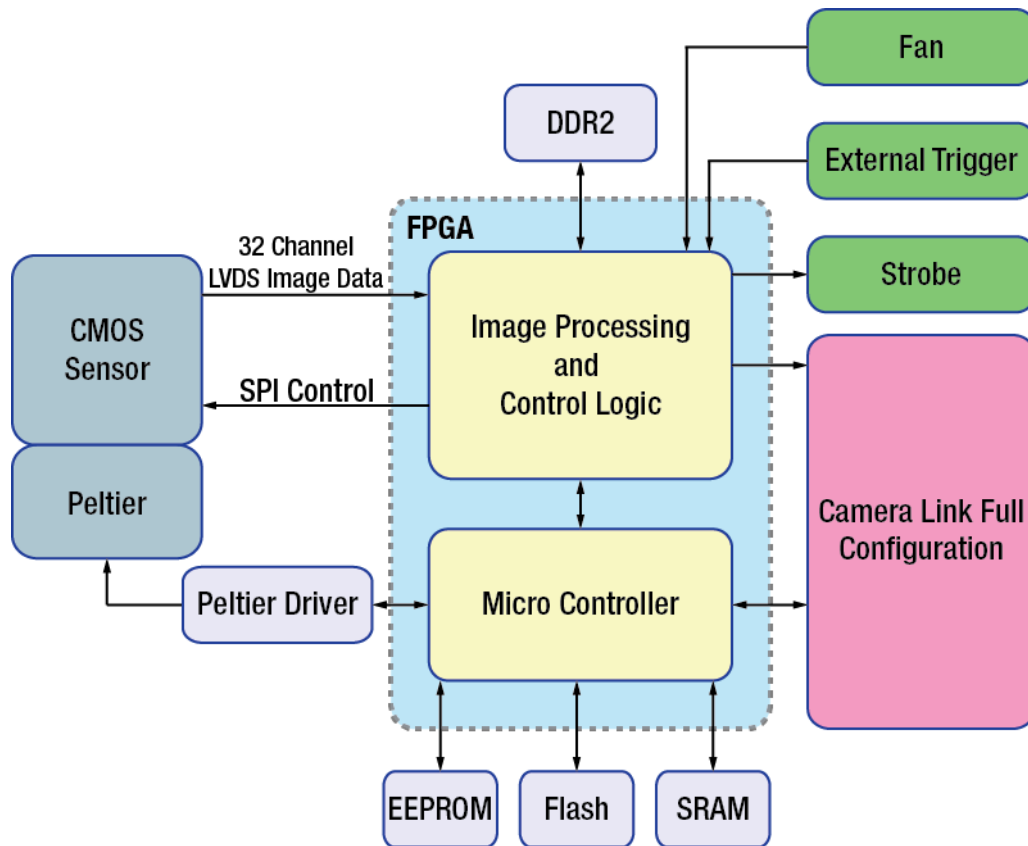 Fan
DDR2
External Trigger
FPGA
32 Channel
LVDS Image Data
Strobe
CMOS
Sensor
Image Processing
and
Control Logic
SPI Control
Peltier
Camera Link Full
Configuration
Peltier Driver
Micro Controller
EEPROM
Flash
SRAM